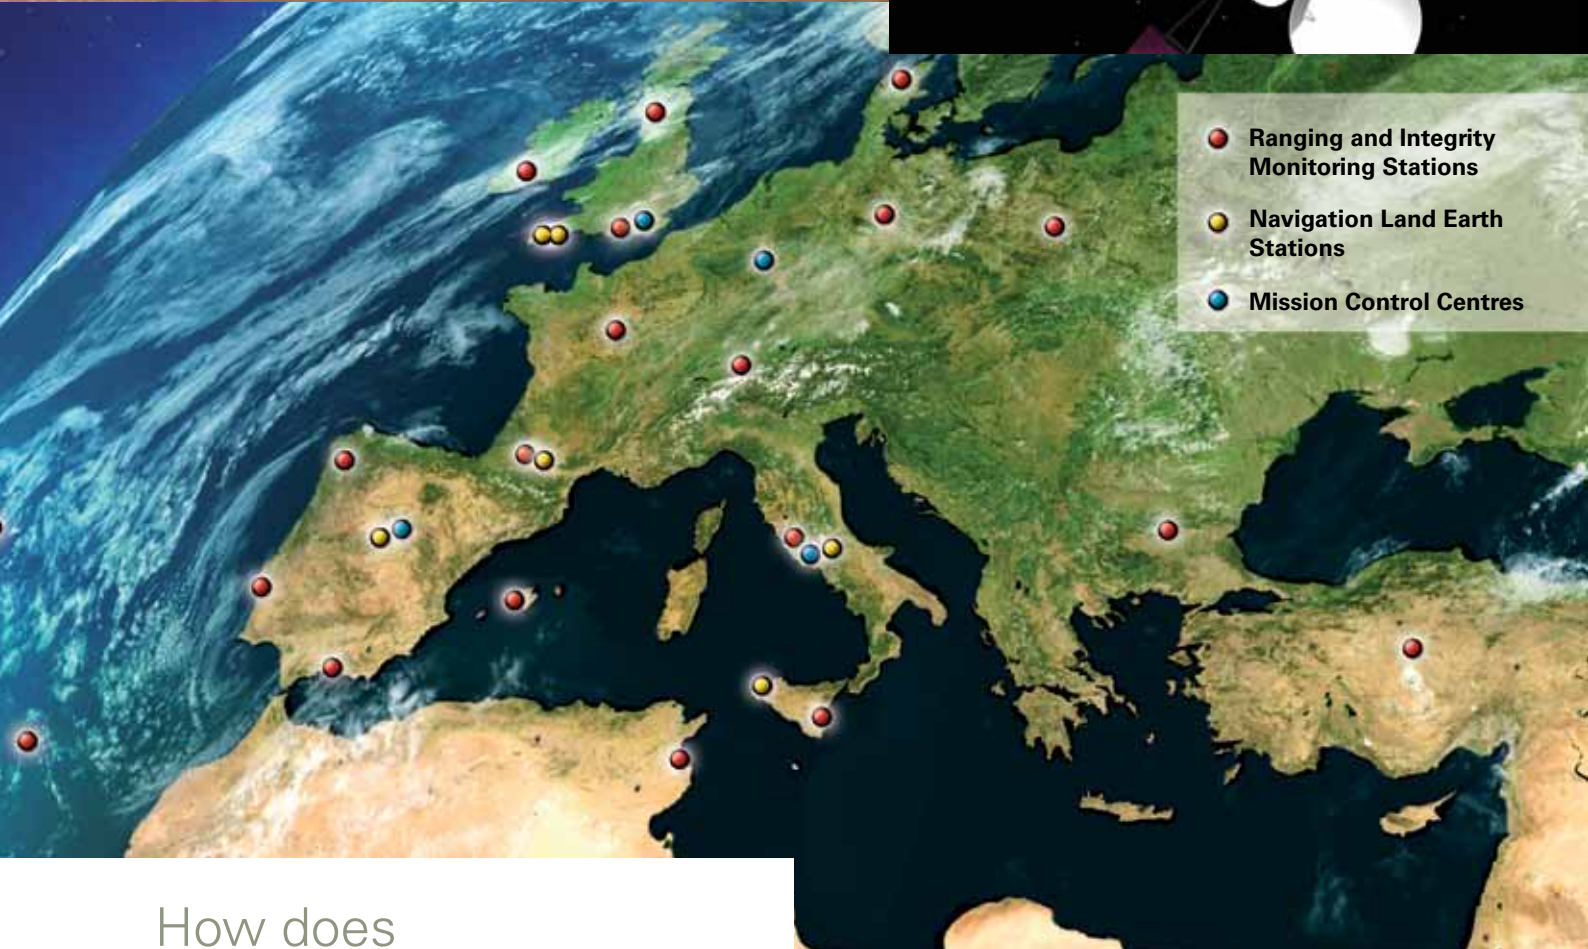 Ranging and Integrity
Monitoring Stations
Navigation Land Earth
Stations
Mission Control Centres
How does